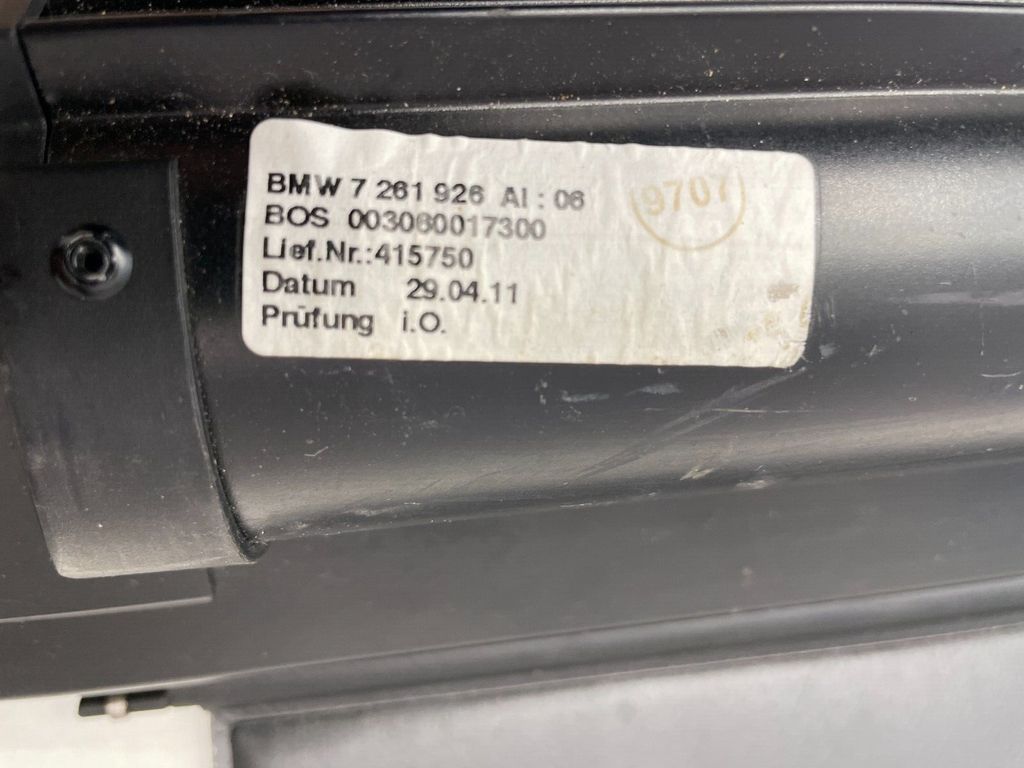 BMW 7 261 926 AI : 06
9707
BOS 003060017300
Lief.Nr.:415750
Datum 29.04.11
Prüfung i.O.